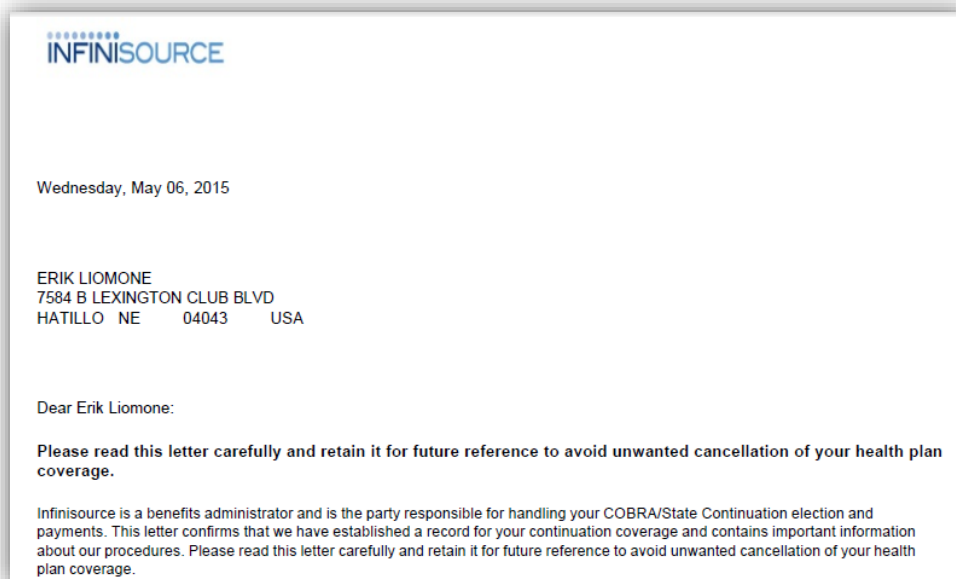 INFINISOURCE
Wednesday, May 06, 2015
ERIK LIOMONE
7584 B LEXINGTON CLUB BLVD
HATILLO NE 04043 USA
Dear Erik Liomone:
Please read this letter carefully and retain it for future reference to avoid unwanted cancellation of your health plan
coverage.
Infinisource is a benefits administrator and is the party responsible for handling your COBRA/State Continuation election and
payments. This letter confirms that we have established a record for your continuation coverage and contains important information
about our procedures. Please read this letter carefully and retain it for future reference to avoid unwanted cancellation of your health
plan coverage.